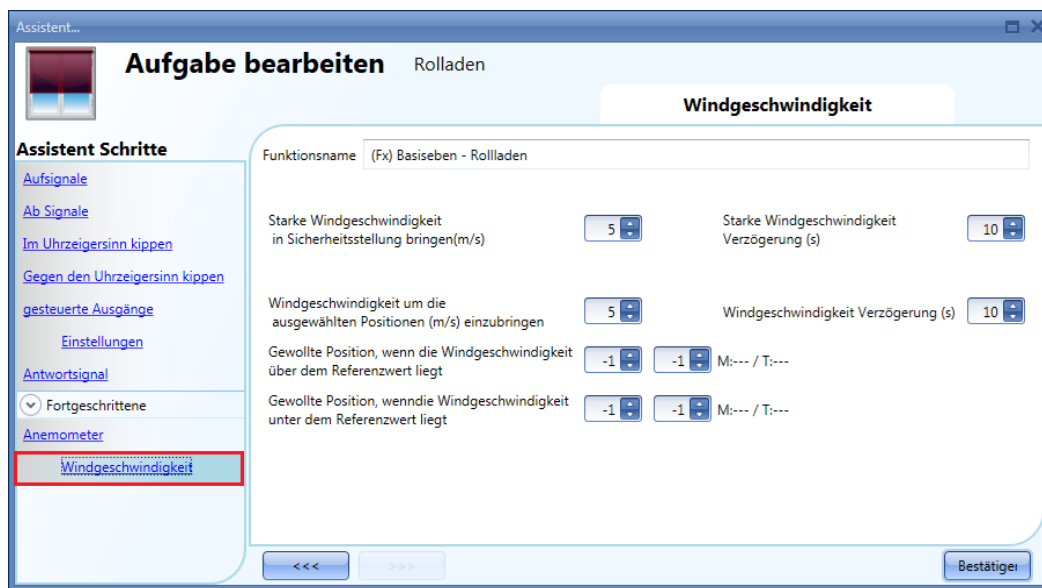 Assistent...
Aufgabe bearbeiten Rolladen
Windgeschwindigkeit
Assistent Schritte
Aufsignale
Ab Signale
Im Uhrzeigersinn kippen
Gegen den Uhrzeigersinn kippen
gesteuerte Ausgänge
Einstellungen
Antwortsignal
Fortgeschrittene
Anemometer
Windgeschwindigkeit
Funktionsname (Fx) Basiseben - Rollladen
Starke Windgeschwindigkeit
in Sicherheitsstellung bringen(m/s) 5
Starke Windgeschwindigkeit
Verzögerung (s) 10
Windgeschwindigkeit um die
ausgewählten Positionen (m/s) einzubringen 5
Windgeschwindigkeit Verzögerung (s) 10
Gewollte Position, wenn die Windgeschwindigkeit
über dem Referenzwert liegt -1 -1 M:--- / T:---
Gewollte Position, wenndie Windgeschwindigkeit
unter dem Referenzwert liegt -1 -1 M:--- / T:---
<<< >>> Bestätiger